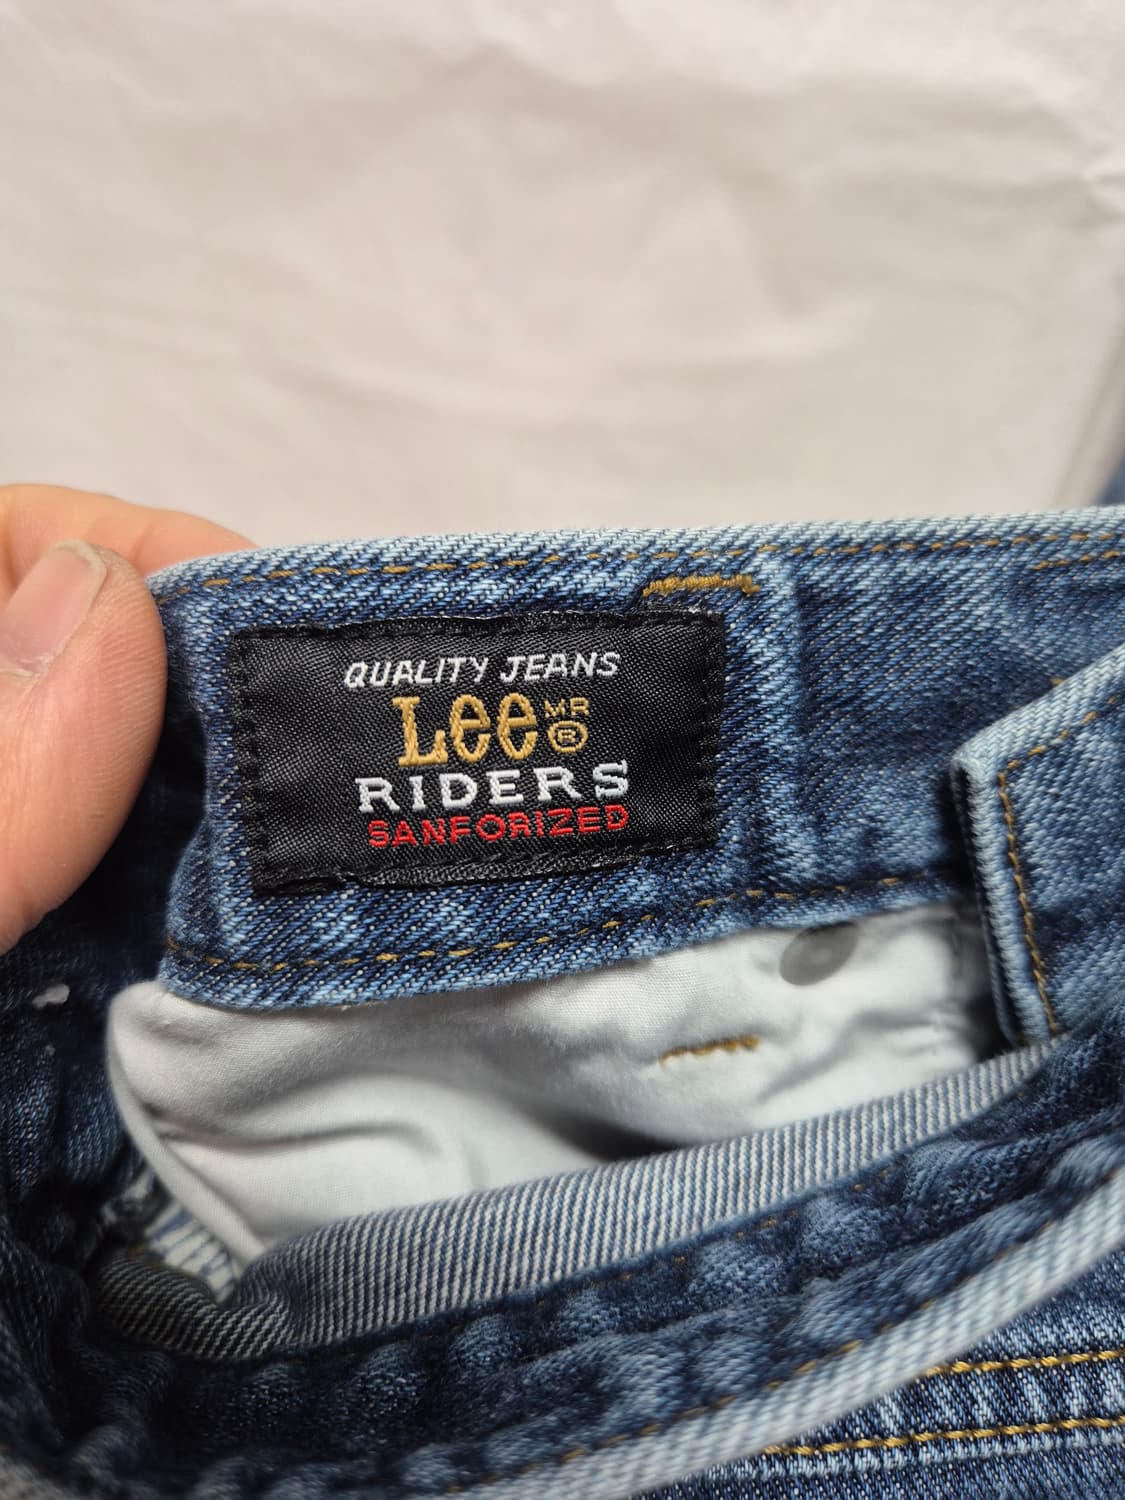 QUALITY JEANS
Lee MR
®
RIDERS
SANFORIZED